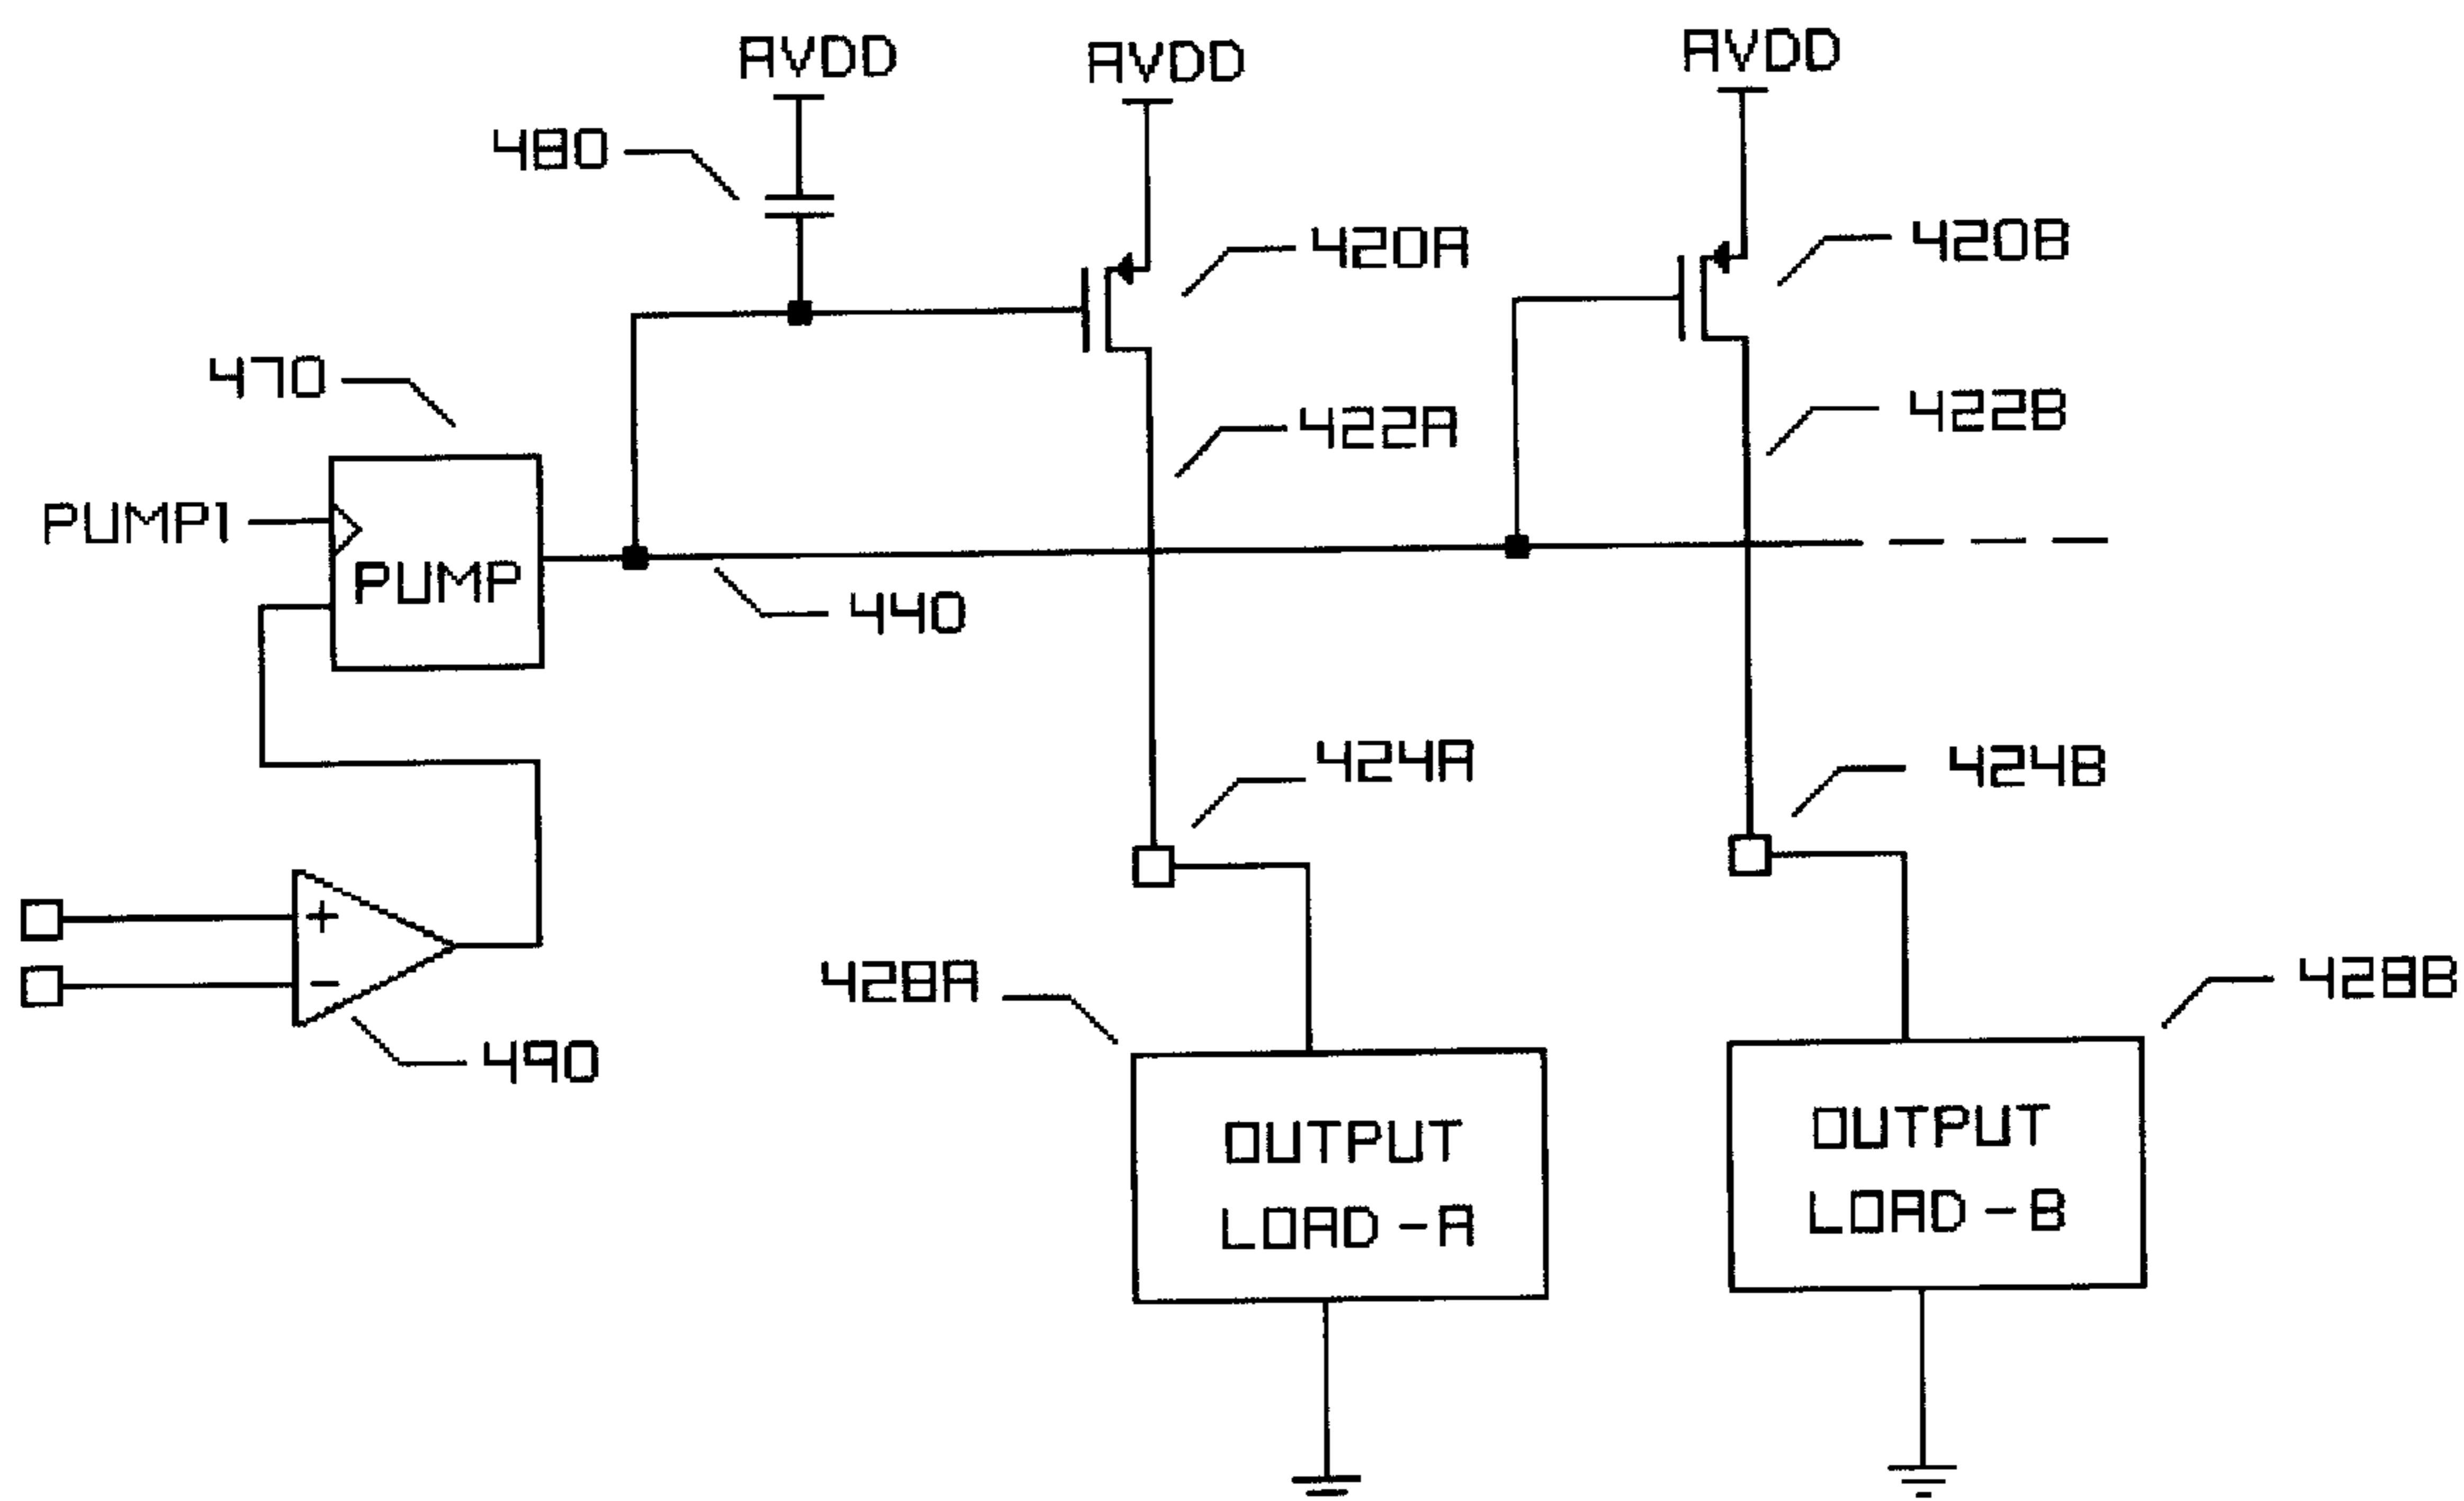 AVDD
AVDD
AVDD
480
420A
420B
470
422A
422B
PUMP1
PUMP
440
424A
424B
+
-
428A
428B
490
OUTPUT
LOAD-A
OUTPUT
LOAD-B